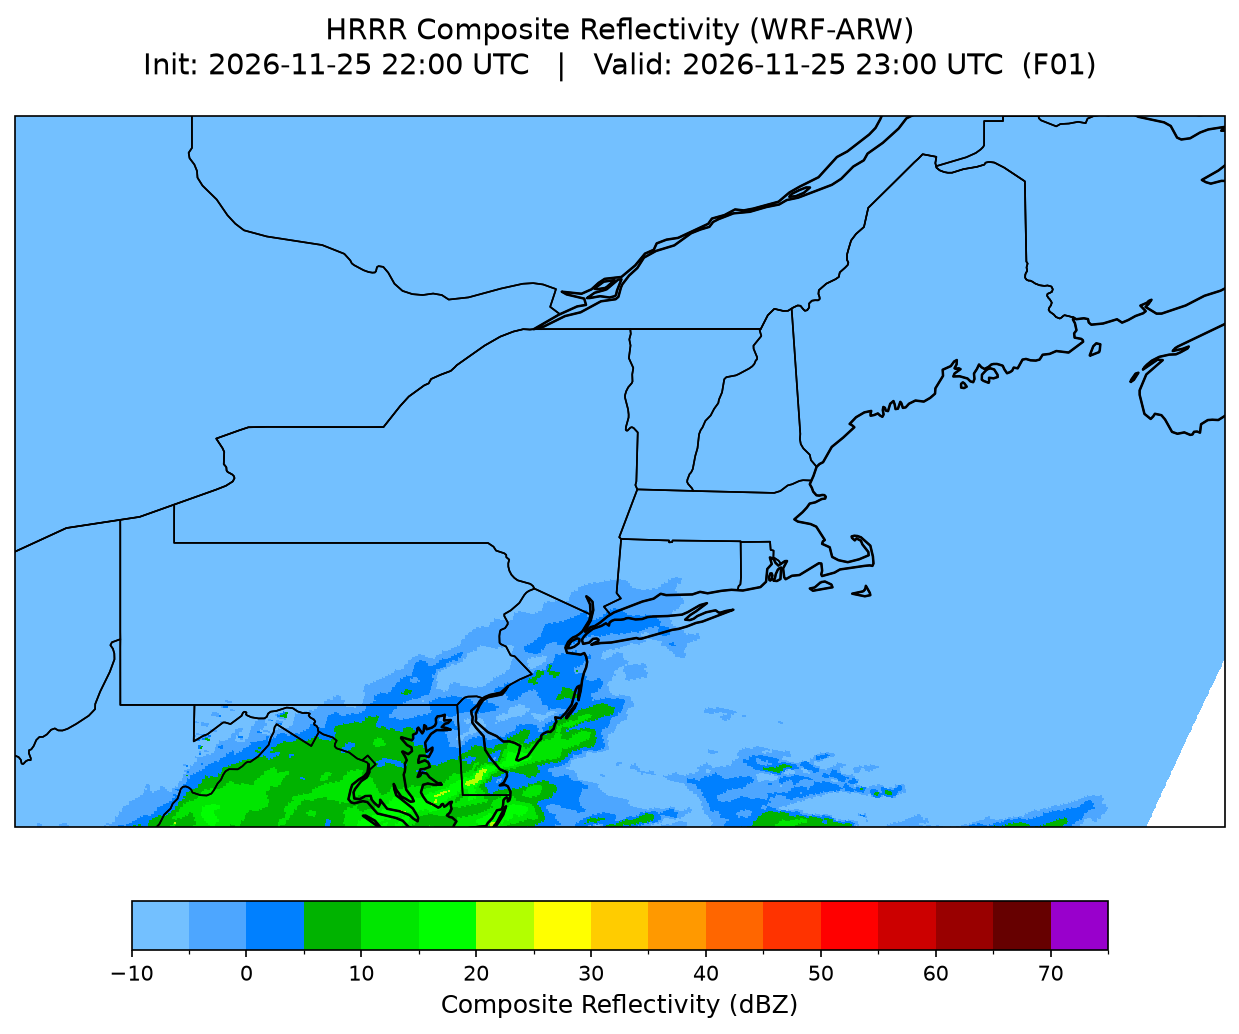 HRRR Composite Reflectivity (WRF-ARW)
Init: 2026-11-25 22:00 UTC   |   Valid: 2026-11-25 23:00 UTC  (F01)
−10 0 10 20 30 40 50 60 70
Composite Reflectivity (dBZ)